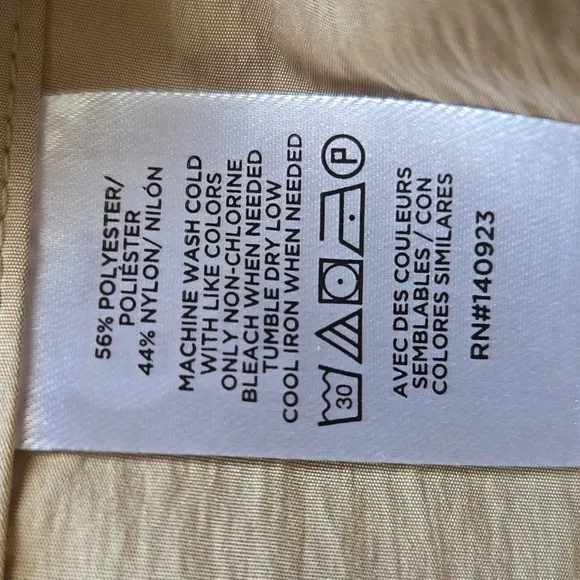 56% POLYESTER/
POLIÉSTER
44% NYLON/ NILÓN
MACHINE WASH COLD
WITH LIKE COLORS
ONLY NON-CHLORINE
BLEACH WHEN NEEDED
TUMBLE DRY LOW
COOL IRON WHEN NEEDED
30 P
AVEC DES COULEURS
SEMBLABLES / CON
COLORES SIMILARES
RN#140923